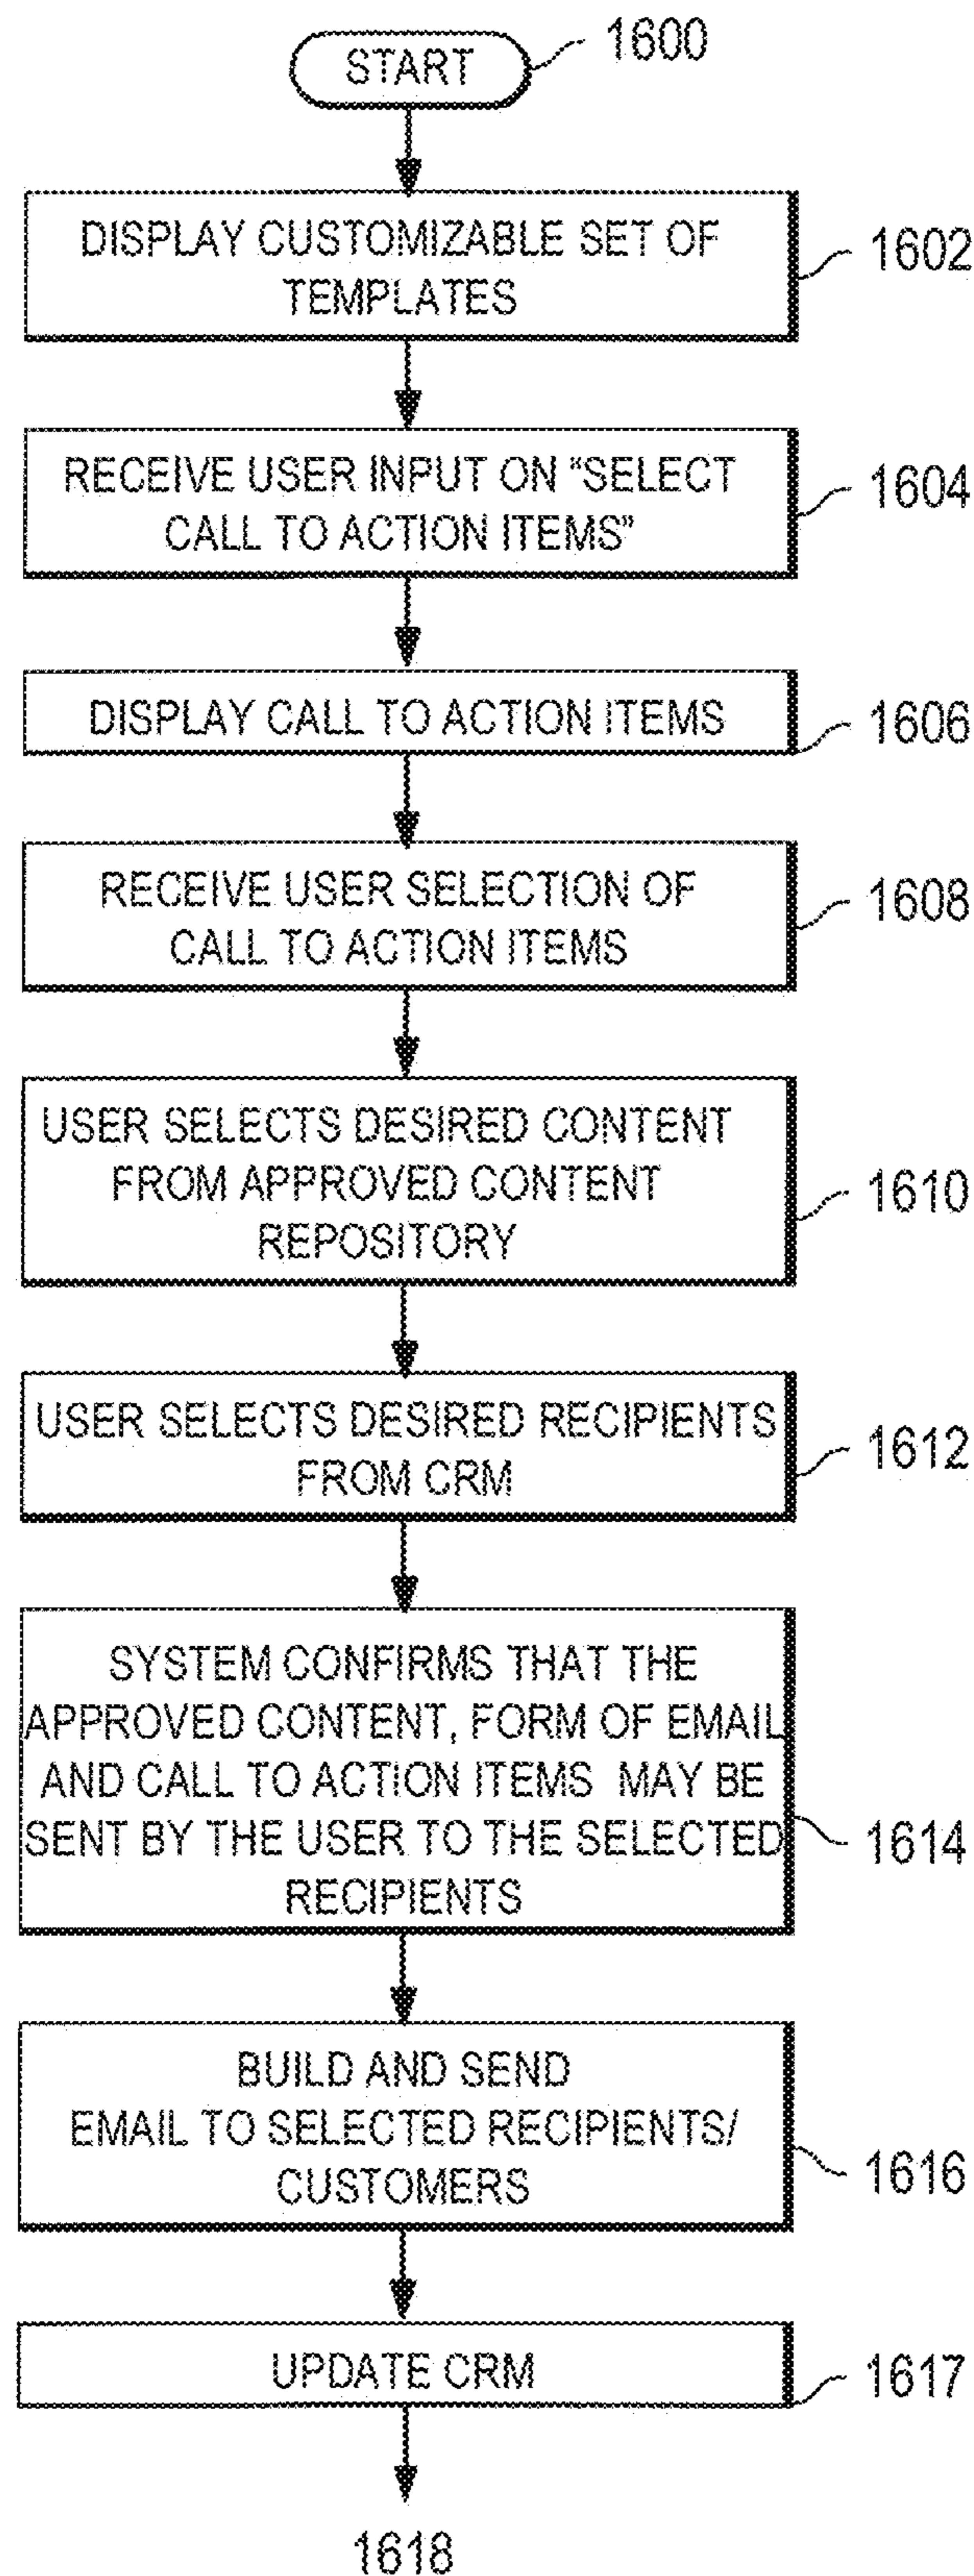 START
1600
DISPLAY CUSTOMIZABLE SET OF
TEMPLATES
1602
RECEIVE USER INPUT ON "SELECT
CALL TO ACTION ITEMS"
1604
DISPLAY CALL TO ACTION ITEMS
1606
RECEIVE USER SELECTION OF
CALL TO ACTION ITEMS
1608
USER SELECTS DESIRED CONTENT
FROM APPROVED CONTENT
REPOSITORY
1610
USER SELECTS DESIRED RECIPIENTS
FROM CRM
1612
SYSTEM CONFIRMS THAT THE
APPROVED CONTENT, FORM OF EMAIL
AND CALL TO ACTION ITEMS MAY BE
SENT BY THE USER TO THE SELECTED
RECIPIENTS
1614
BUILD AND SEND
EMAIL TO SELECTED RECIPIENTS/
CUSTOMERS
1616
UPDATE CRM
1617
1618